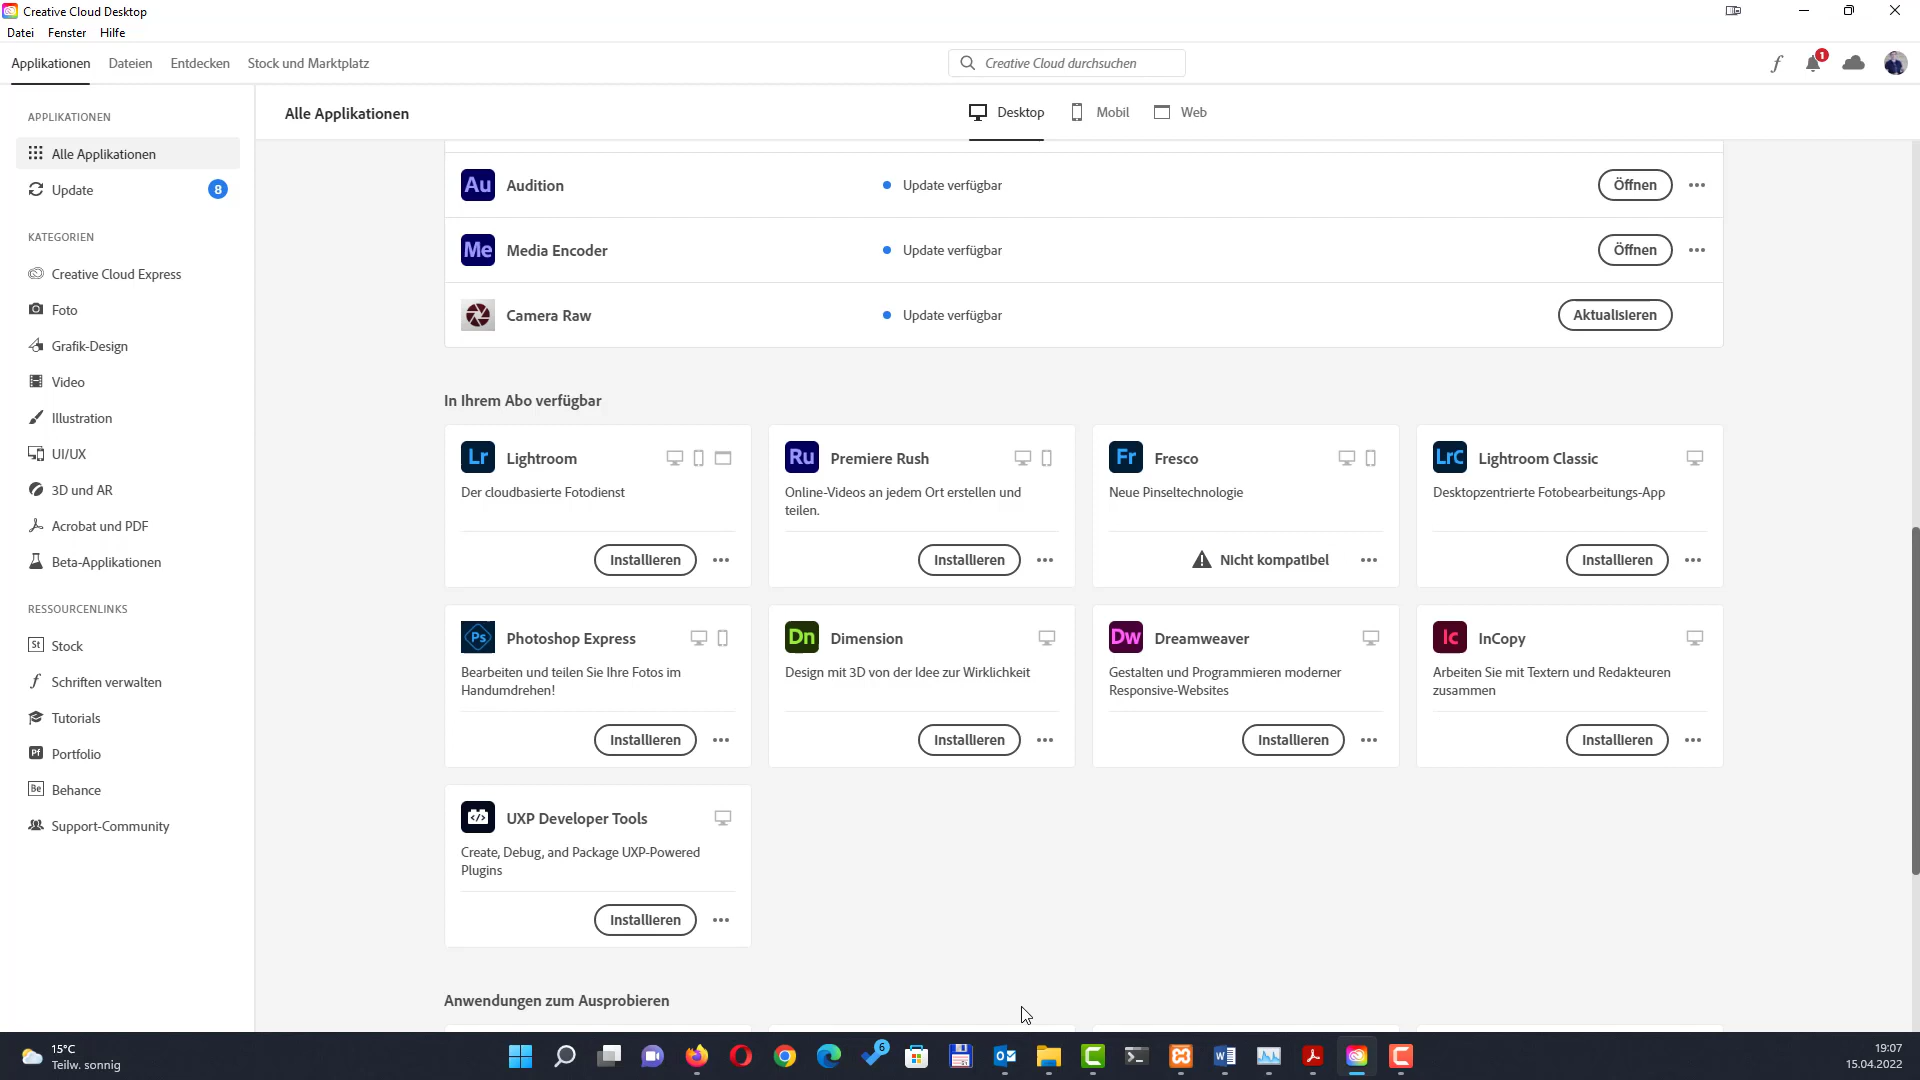 Creative Cloud Desktop
Datei Fenster Hilfe
Applikationen Dateien Entdecken Stock und Marktplatz
Creative Cloud durchsuchen
1
APPLIKATIONEN
Alle Applikationen
Update 8
KATEGORIEN
Creative Cloud Express
Foto
Grafik-Design
Video
Illustration
UI/UX
3D und AR
Acrobat und PDF
Beta-Applikationen
RESSOURCENLINKS
St Stock
Schriften verwalten
Tutorials
Pf Portfolio
Be Behance
Support-Community
Alle Applikationen
Desktop Mobil Web
Au Audition Update verfügbar Öffnen
Me Media Encoder Update verfügbar Öffnen
Camera Raw Update verfügbar Aktualisieren
In Ihrem Abo verfügbar
Lr Lightroom
Der cloudbasierte Fotodienst
Installieren
Ru Premiere Rush
Online-Videos an jedem Ort erstellen und
teilen.
Installieren
Fr Fresco
Neue Pinseltechnologie
Nicht kompatibel
LrC Lightroom Classic
Desktopzentrierte Fotobearbeitungs-App
Installieren
Ps Photoshop Express
Bearbeiten und teilen Sie Ihre Fotos im
Handumdrehen!
Installieren
Dn Dimension
Design mit 3D von der Idee zur Wirklichkeit
Installieren
Dw Dreamweaver
Gestalten und Programmieren moderner
Responsive-Websites
Installieren
Ic InCopy
Arbeiten Sie mit Textern und Redakteuren
zusammen
Installieren
UXP Developer Tools
Create, Debug, and Package UXP-Powered
Plugins
Installieren
Anwendungen zum Ausprobieren
15°C
Teilw. sonnig
6
19:07
15.04.2022